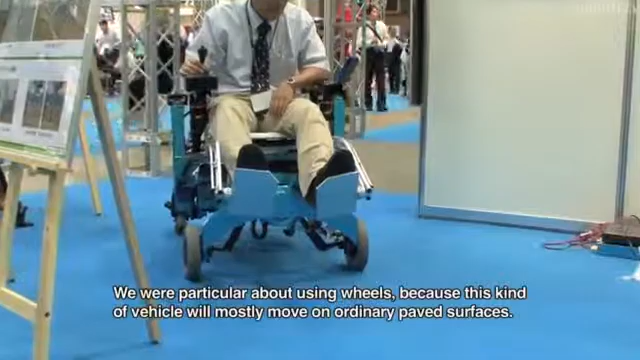 We were particular about using wheels, because this kind
of vehicle will mostly move on ordinary paved surfaces.